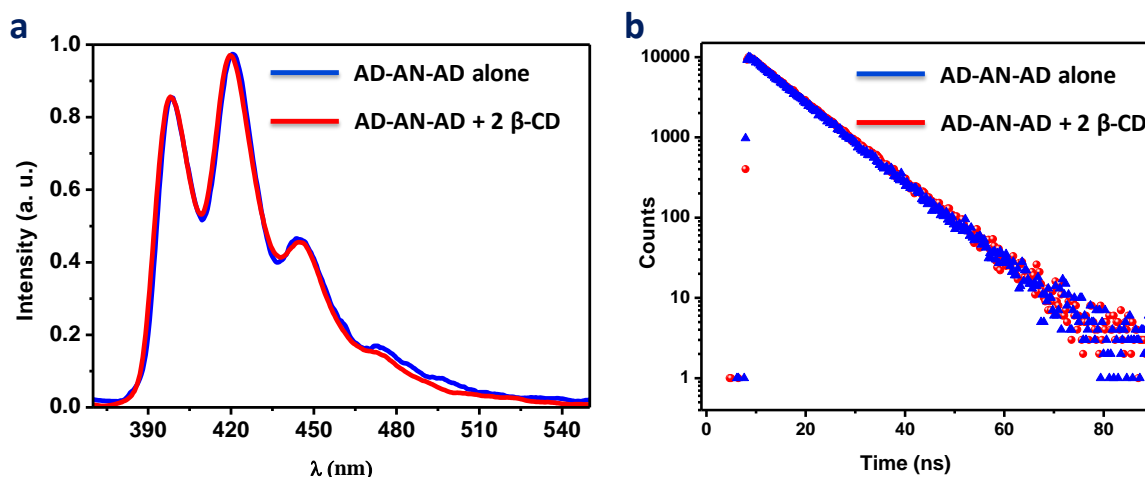 a
1.0
0.8
0.6
0.4
0.2
0.0
Intensity (a. u.)
AD-AN-AD alone
AD-AN-AD + 2 β-CD
390 420 450 480 510 540
λ (nm)
b
10000
1000
100
10
1
Counts
AD-AN-AD alone
AD-AN-AD + 2 β-CD
0 20 40 60 80
Time (ns)